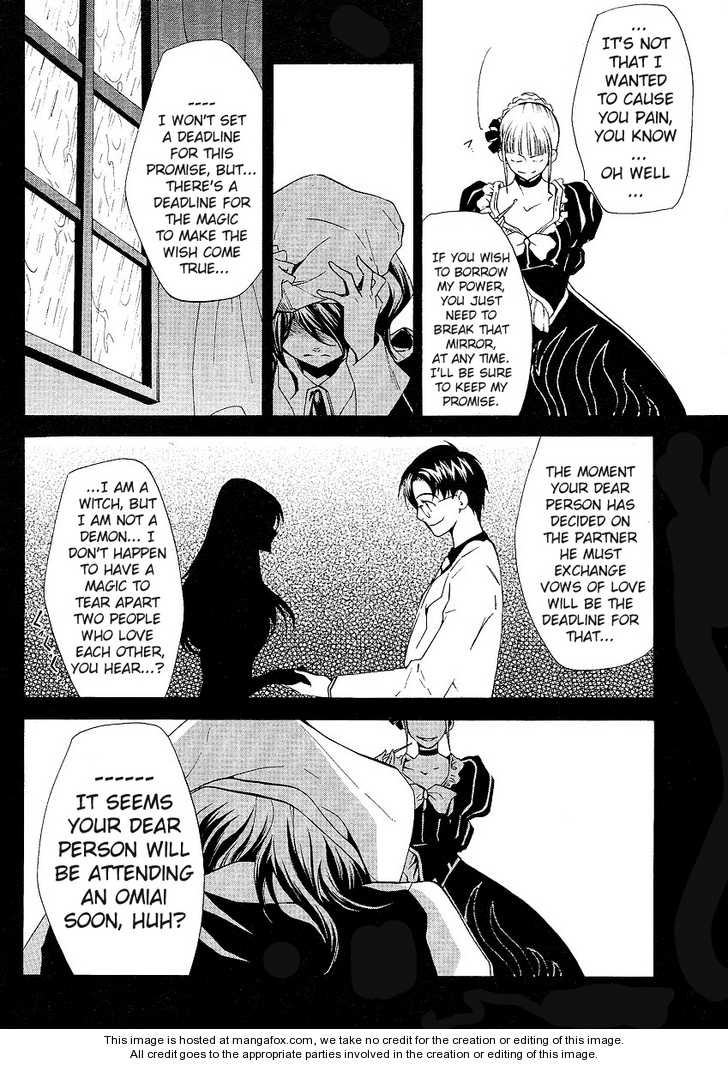 ...
IT'S NOT
THAT I
WANTED
TO CAUSE
YOU PAIN,
YOU KNOW
...
OH WELL
...
IF YOU WISH
TO BORROW
MY POWER,
YOU JUST
NEED TO
BREAK THAT
MIRROR,
AT ANY TIME.
I'LL BE SURE
TO KEEP MY
PROMISE.
----
I WON'T SET
A DEADLINE
FOR THIS
PROMISE, BUT...
THERE'S A
DEADLINE FOR
THE MAGIC
TO MAKE THE
WISH COME
TRUE...
THE MOMENT
YOUR DEAR
PERSON HAS
DECIDED ON
THE PARTNER
HE MUST
EXCHANGE
VOWS OF LOVE
WILL BE THE
DEADLINE FOR
THAT...
...I AM A
WITCH, BUT
I AM NOT A
DEMON... I
DON'T HAPPEN
TO HAVE A
MAGIC TO
TEAR APART
TWO PEOPLE
WHO LOVE
EACH OTHER,
YOU HEAR...?
------
IT SEEMS
YOUR DEAR
PERSON WILL
BE ATTENDING
AN OMIAI
SOON, HUH?
This image is hosted at mangafox.com, we take no credit for the creation or editing of this image.
All credit goes to the appropriate parties involved in the creation or editing of this image.